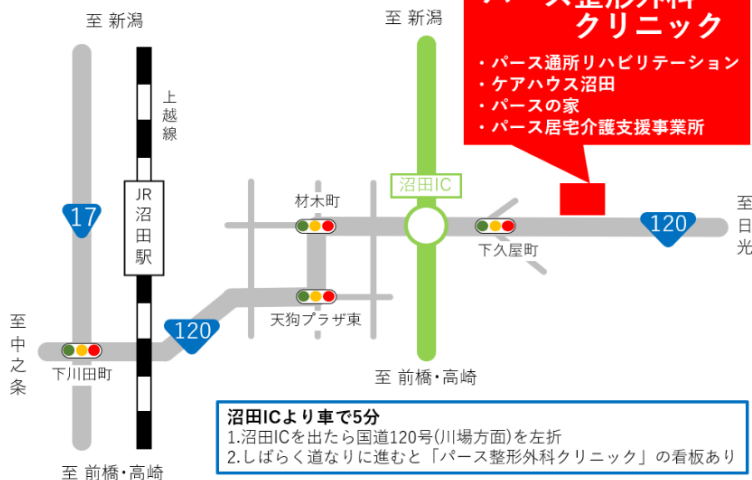 パース整形外科
クリニック
・パース通所リハビリテーション
・ケアハウス沼田
・パースの家
・パース居宅介護支援事業所
至 新潟
至 新潟
上越線
沼田IC
JR沼田駅
材木町
17
120
至日光
下久屋町
天狗プラザ東
120
至中之条
下川田町
至 前橋・高崎
沼田ICより車で5分
1.沼田ICを出たら国道120号(川場方面)を左折
2.しばらく道なりに進むと「パース整形外科クリニック」の看板あり
至 前橋・高崎